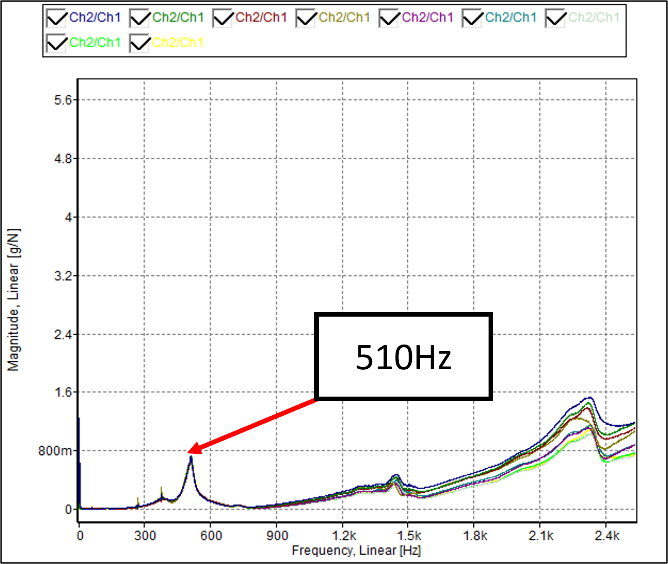 Ch2/Ch1 Ch2/Ch1 Ch2/Ch1 Ch2/Ch1 Ch2/Ch1 Ch2/Ch1 Ch2/Ch1
Ch2/Ch1 Ch2/Ch1
Magnitude, Linear [g/N]
5.6
4.8
4
3.2
2.4
1.6
800m
0
510Hz
0 300 600 900 1.2k 1.5k 1.8k 2.1k 2.4k
Frequency, Linear [Hz]